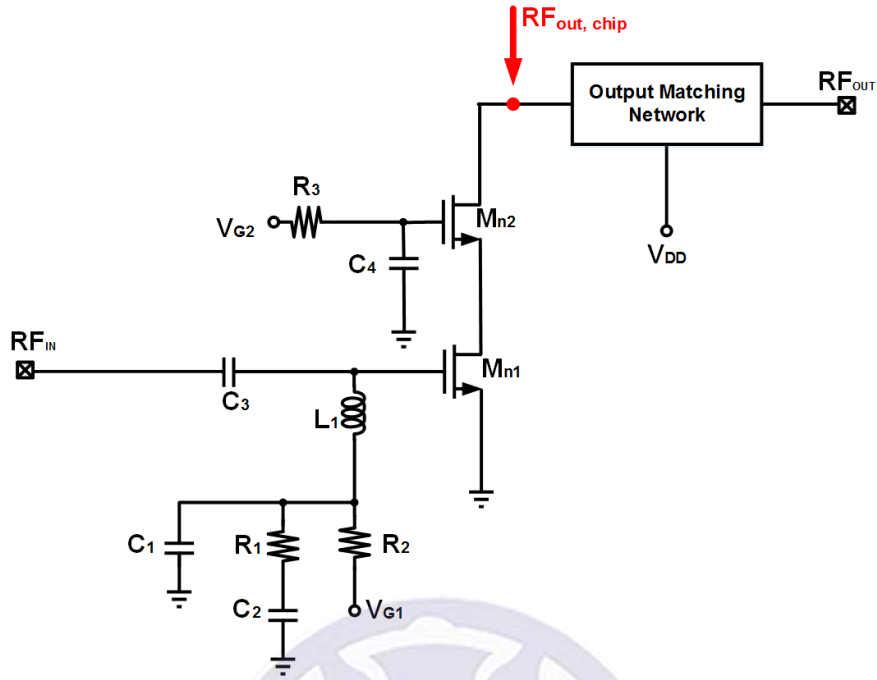 RFout, chip
Output Matching
Network
RFOUT
R3
VG2
Mn2
C4
VDD
RFIN
Mn1
C3
L1
C1
R1
R2
C2
VG1